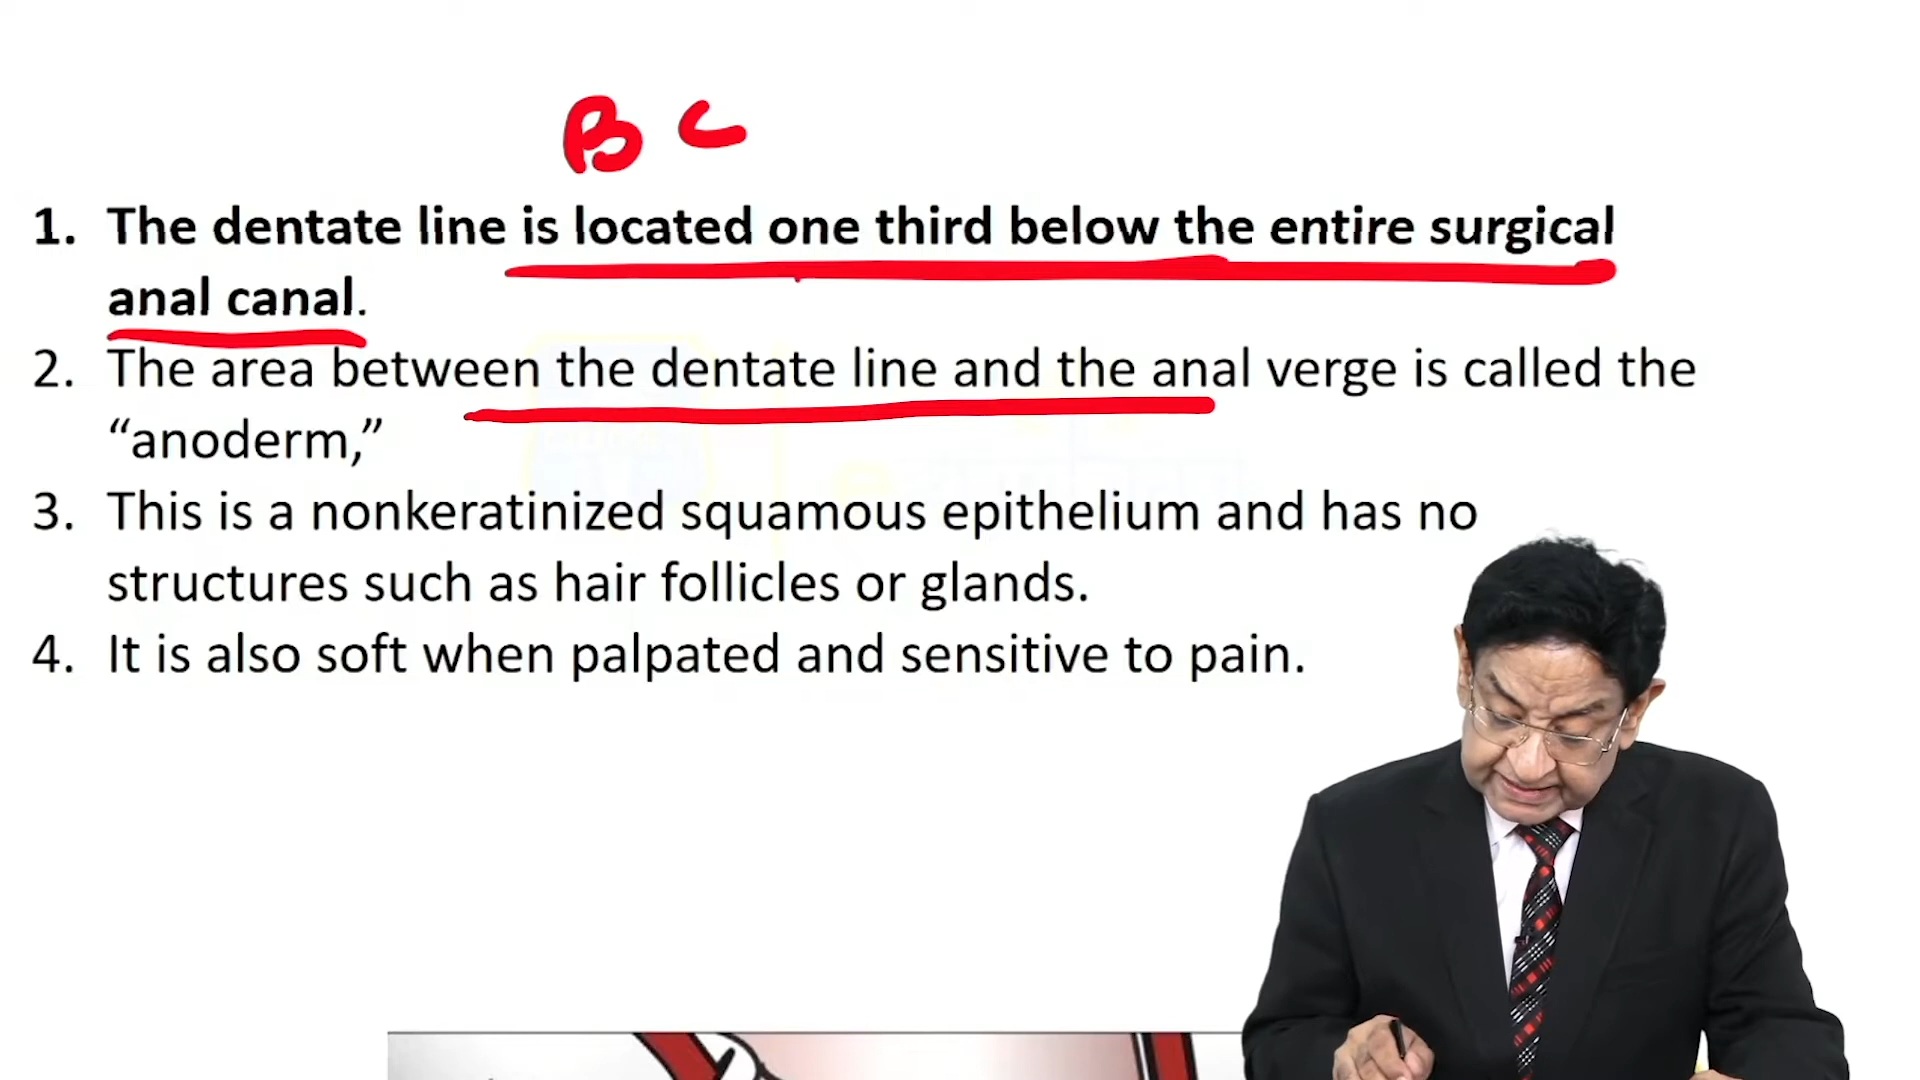 B C
1. The dentate line is located one third below the entire surgical
anal canal.
2. The area between the dentate line and the anal verge is called the
“anoderm,”
3. This is a nonkeratinized squamous epithelium and has no
structures such as hair follicles or glands.
4. It is also soft when palpated and sensitive to pain.